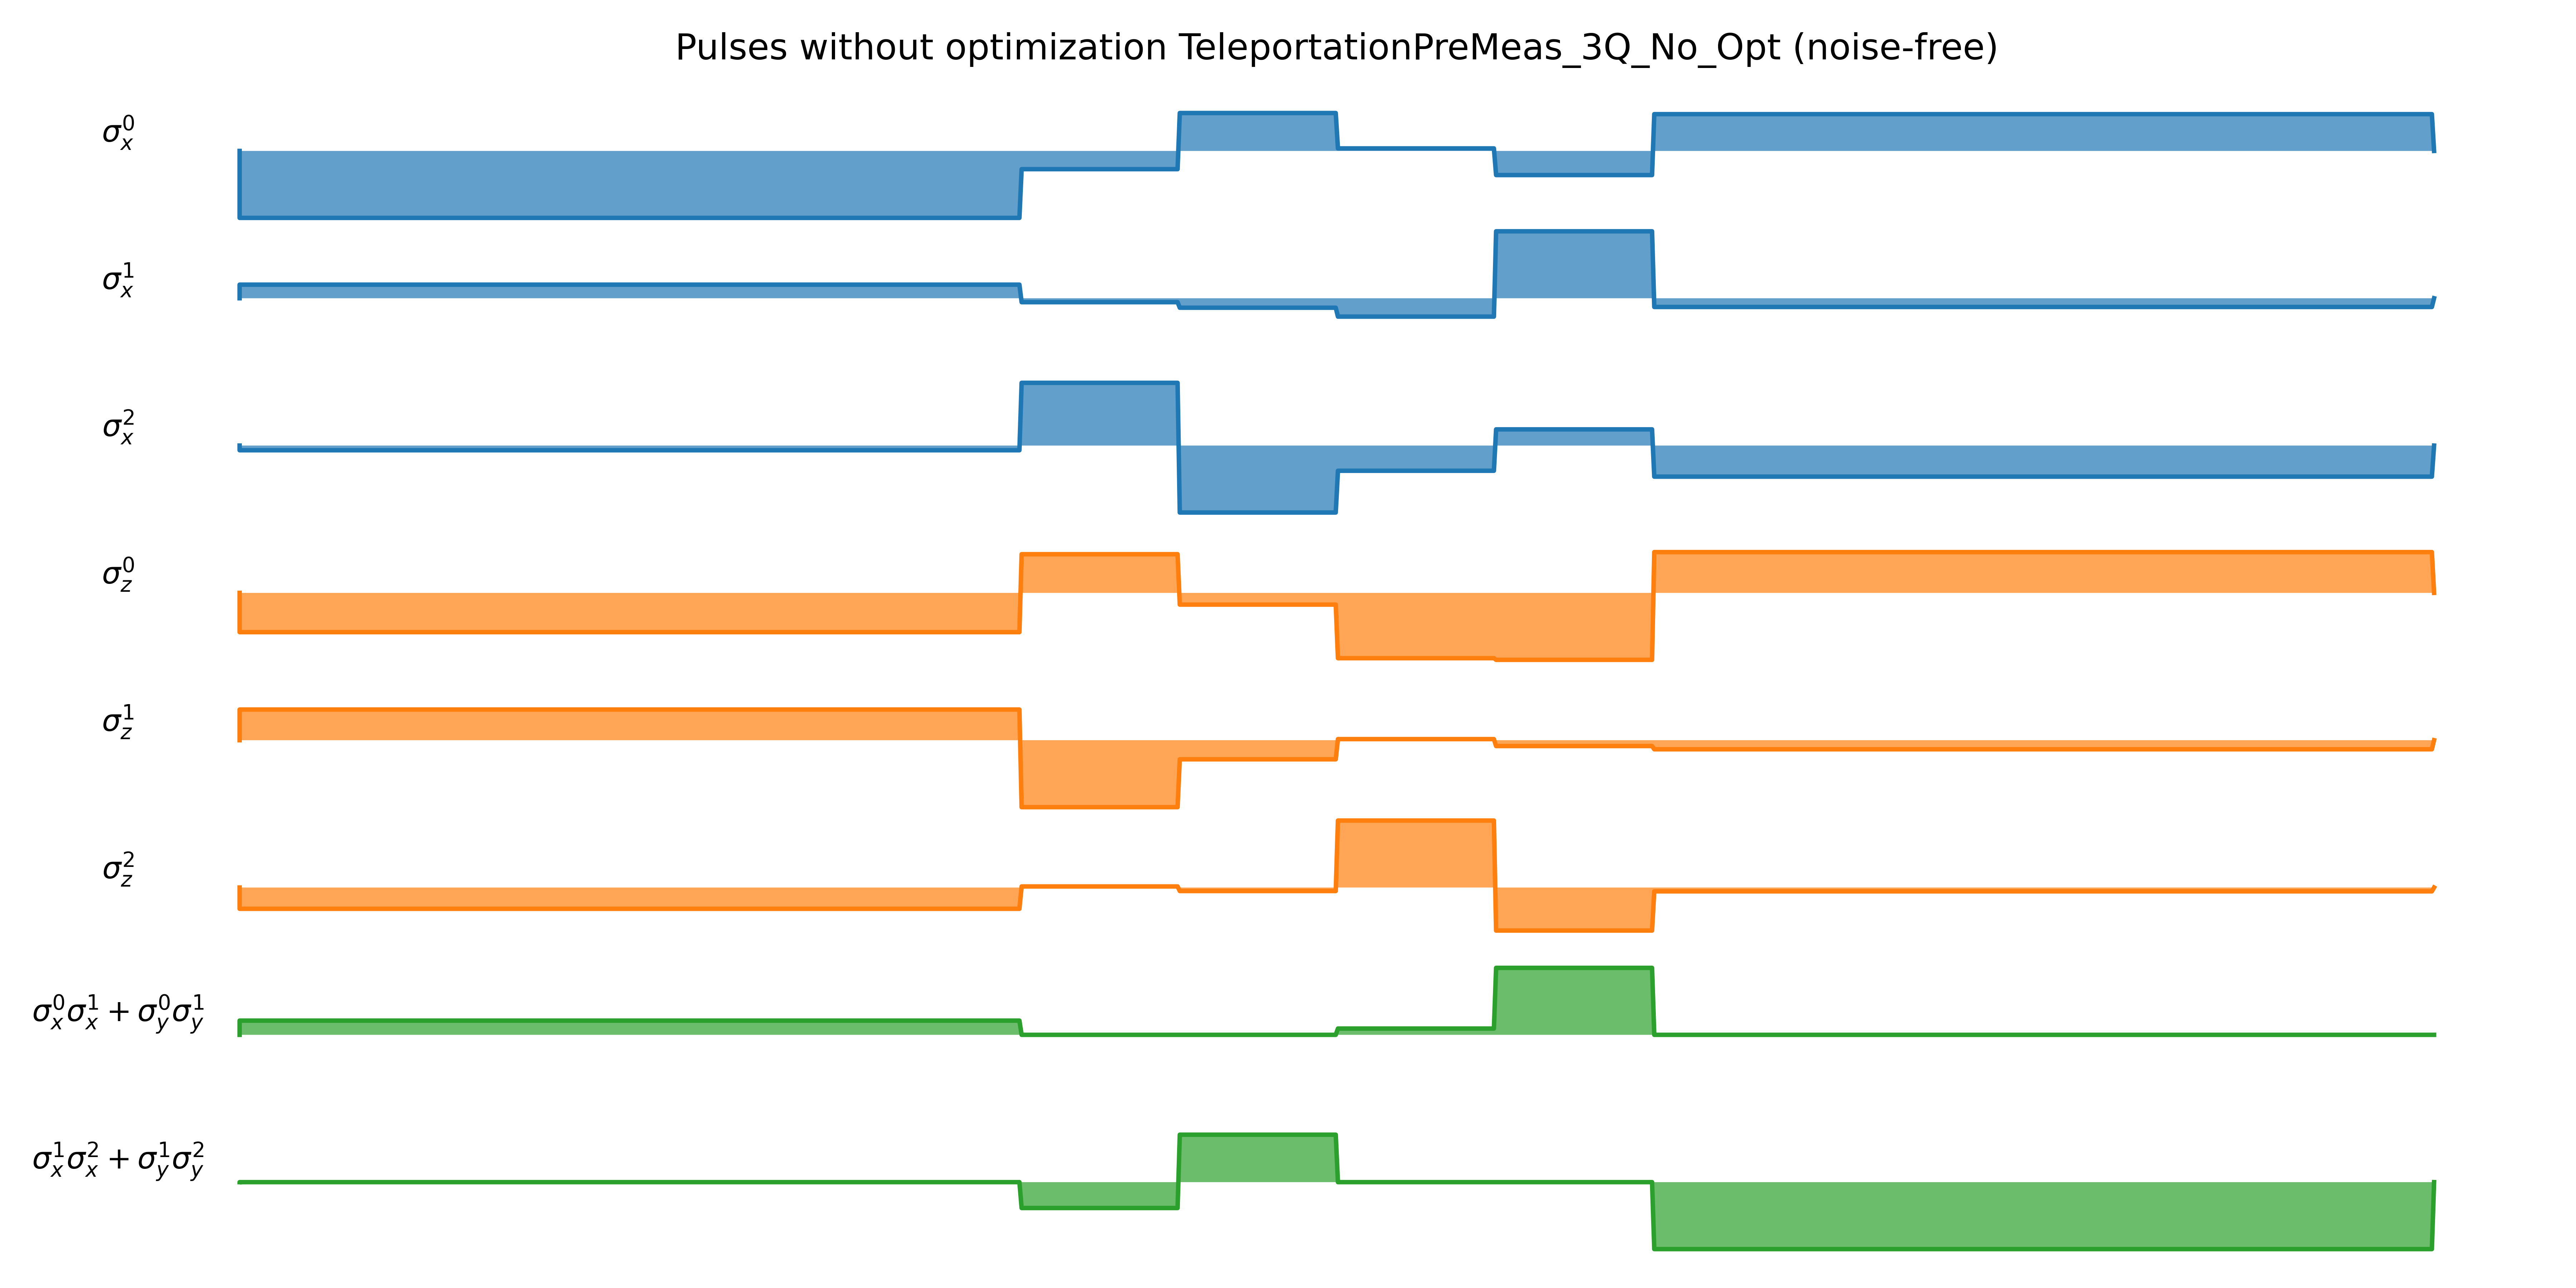 Pulses without optimization TeleportationPreMeas_3Q_No_Opt (noise-free)
σ_x^0
σ_x^1
σ_x^2
σ_z^0
σ_z^1
σ_z^2
σ_x^0σ_x^1 + σ_y^0σ_y^1
σ_x^1σ_x^2 + σ_y^1σ_y^2